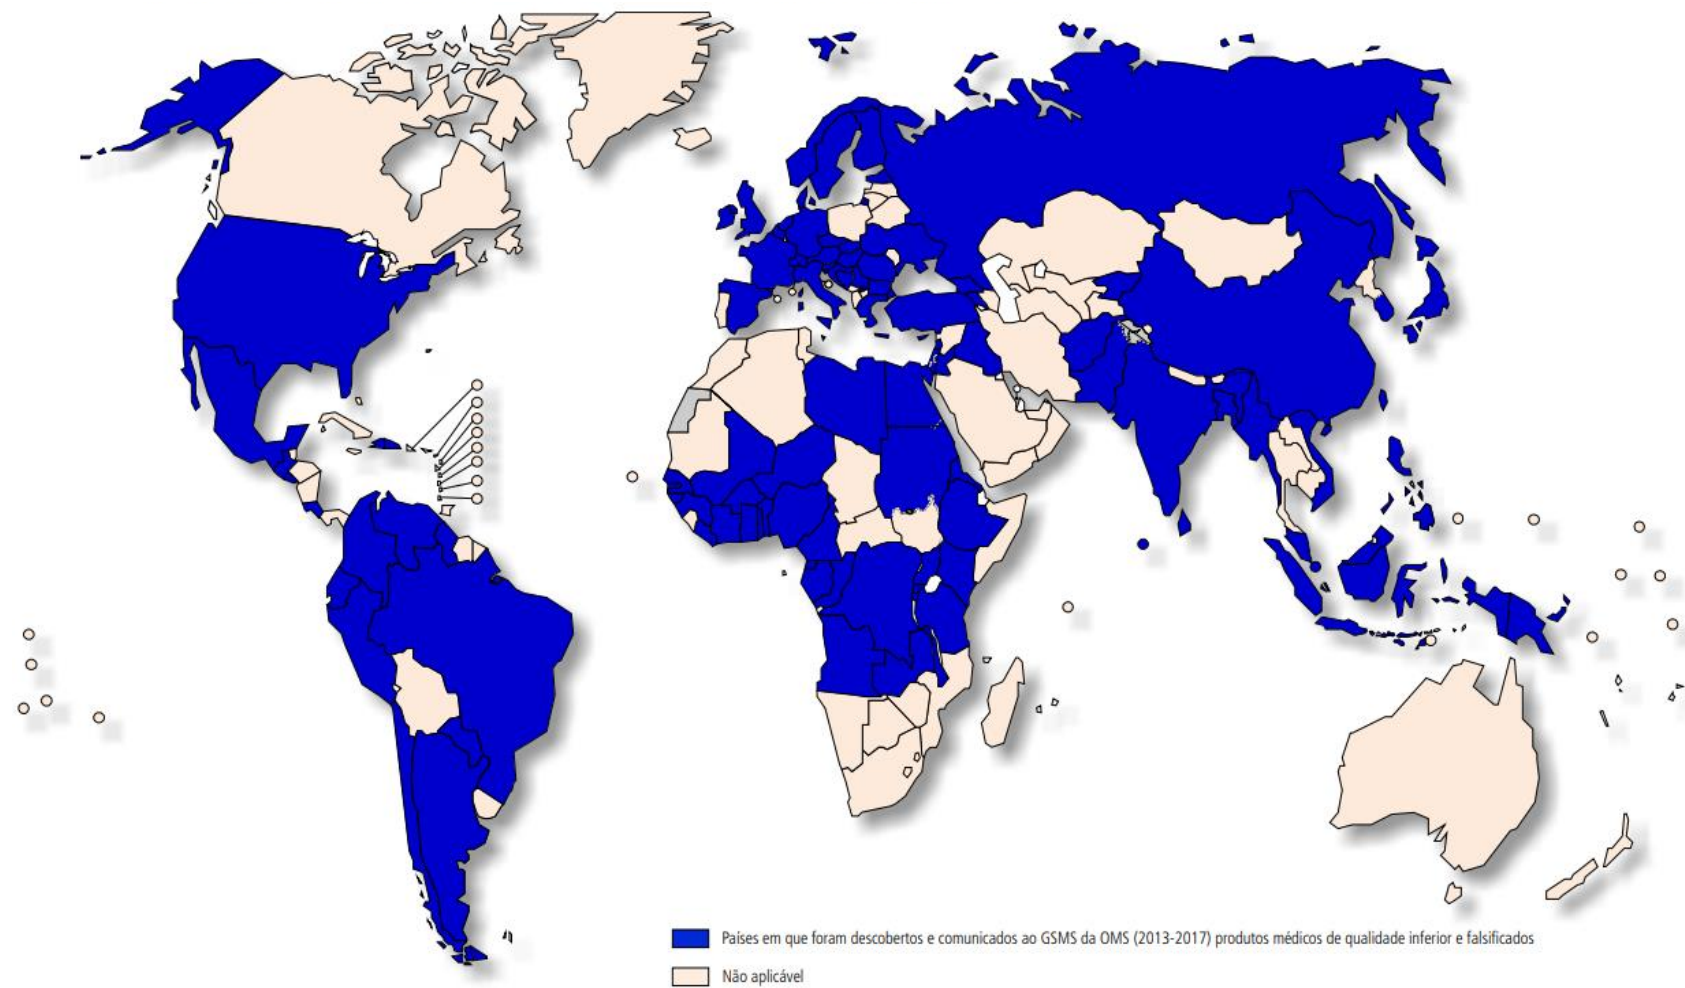 Países em que foram descobertos e comunicados ao GSMS da OMS (2013-2017) produtos médicos de qualidade inferior e falsificados
Não aplicável